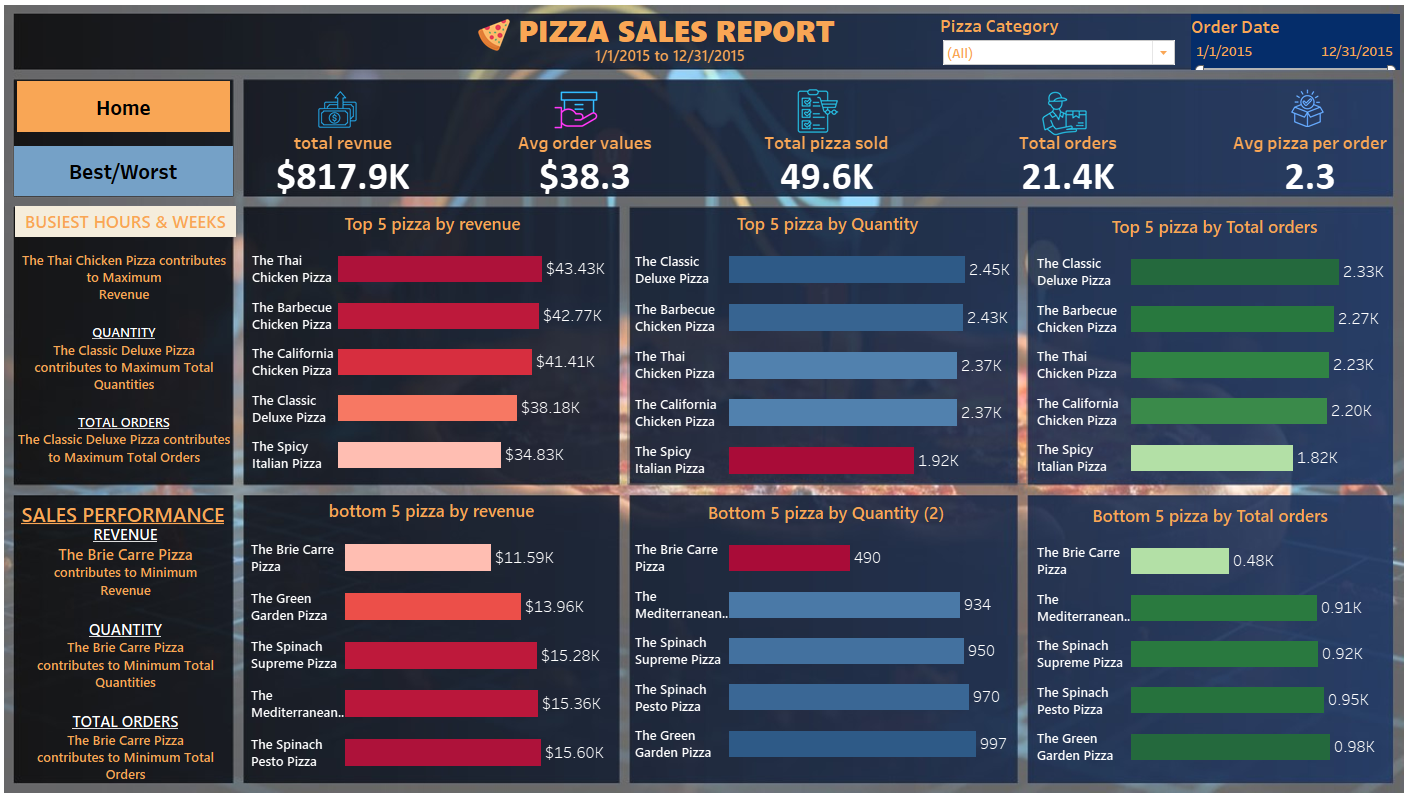 PIZZA SALES REPORT
1/1/2015 to 12/31/2015
Pizza Category
(All)
Order Date
1/1/2015 12/31/2015
Home
Best/Worst
total revnue
$817.9K
Avg order values
$38.3
Total pizza sold
49.6K
Total orders
21.4K
Avg pizza per order
2.3
BUSIEST HOURS & WEEKS
The Thai Chicken Pizza contributes
to Maximum
Revenue
QUANTITY
The Classic Deluxe Pizza
contributes to Maximum Total
Quantities
TOTAL ORDERS
The Classic Deluxe Pizza contributes
to Maximum Total Orders
Top 5 pizza by revenue
The Thai
Chicken Pizza
$43.43K
The Barbecue
Chicken Pizza
$42.77K
The California
Chicken Pizza
$41.41K
The Classic
Deluxe Pizza
$38.18K
The Spicy
Italian Pizza
$34.83K
Top 5 pizza by Quantity
The Classic
Deluxe Pizza
2.45K
The Barbecue
Chicken Pizza
2.43K
The Thai
Chicken Pizza
2.37K
The California
Chicken Pizza
2.37K
The Spicy
Italian Pizza
1.92K
Top 5 pizza by Total orders
The Classic
Deluxe Pizza
2.33K
The Barbecue
Chicken Pizza
2.27K
The Thai
Chicken Pizza
2.23K
The California
Chicken Pizza
2.20K
The Spicy
Italian Pizza
1.82K
SALES PERFORMANCE
REVENUE
The Brie Carre Pizza
contributes to Minimum
Revenue
QUANTITY
The Brie Carre Pizza
contributes to Minimum Total
Quantities
TOTAL ORDERS
The Brie Carre Pizza
contributes to Minimum Total
Orders
bottom 5 pizza by revenue
The Brie Carre
Pizza
$11.59K
The Green
Garden Pizza
$13.96K
The Spinach
Supreme Pizza
$15.28K
The
Mediterranean..
$15.36K
The Spinach
Pesto Pizza
$15.60K
Bottom 5 pizza by Quantity (2)
The Brie Carre
Pizza
490
The
Mediterranean..
934
The Spinach
Supreme Pizza
950
The Spinach
Pesto Pizza
970
The Green
Garden Pizza
997
Bottom 5 pizza by Total orders
The Brie Carre
Pizza
0.48K
The
Mediterranean..
0.91K
The Spinach
Supreme Pizza
0.92K
The Spinach
Pesto Pizza
0.95K
The Green
Garden Pizza
0.98K